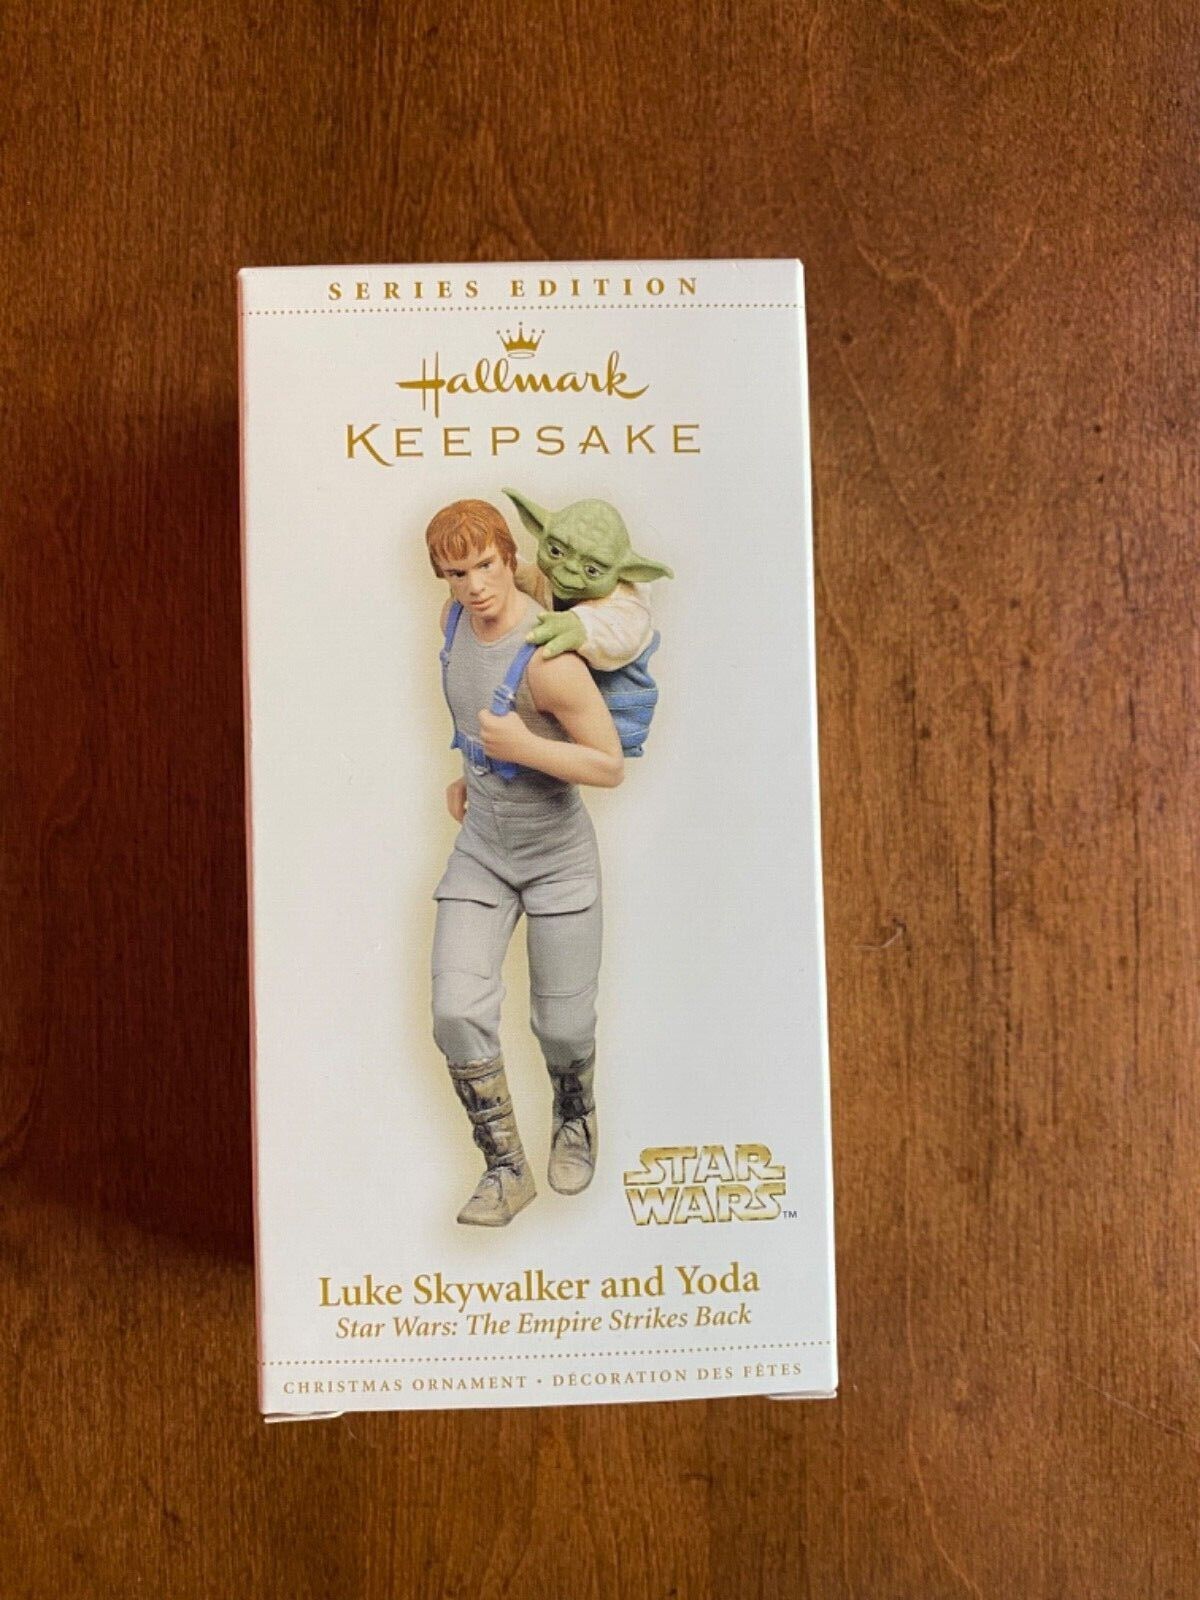 SERIES EDITION
Hallmark
KEEPSAKE
STAR
WARS™
Luke Skywalker and Yoda
Star Wars: The Empire Strikes Back
CHRISTMAS ORNAMENT • DÉCORATION DES FÊTES